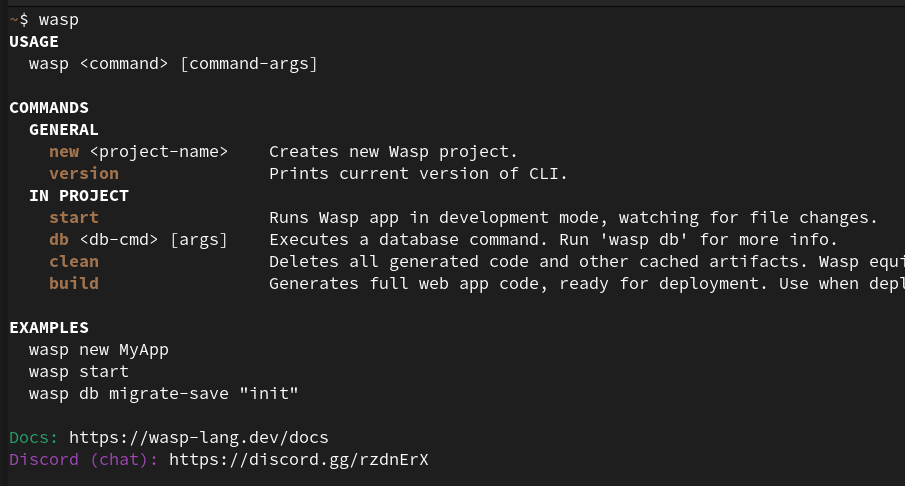 ~$ wasp
USAGE
wasp <command> [command-args]
COMMANDS
GENERAL
new <project-name> Creates new Wasp project.
version Prints current version of CLI.
IN PROJECT
start Runs Wasp app in development mode, watching for file changes.
db <db-cmd> [args] Executes a database command. Run 'wasp db' for more info.
clean Deletes all generated code and other cached artifacts. Wasp equi
build Generates full web app code, ready for deployment. Use when depl
EXAMPLES
wasp new MyApp
wasp start
wasp db migrate-save "init"
Docs: https://wasp-lang.dev/docs
Discord (chat): https://discord.gg/rzdnErX